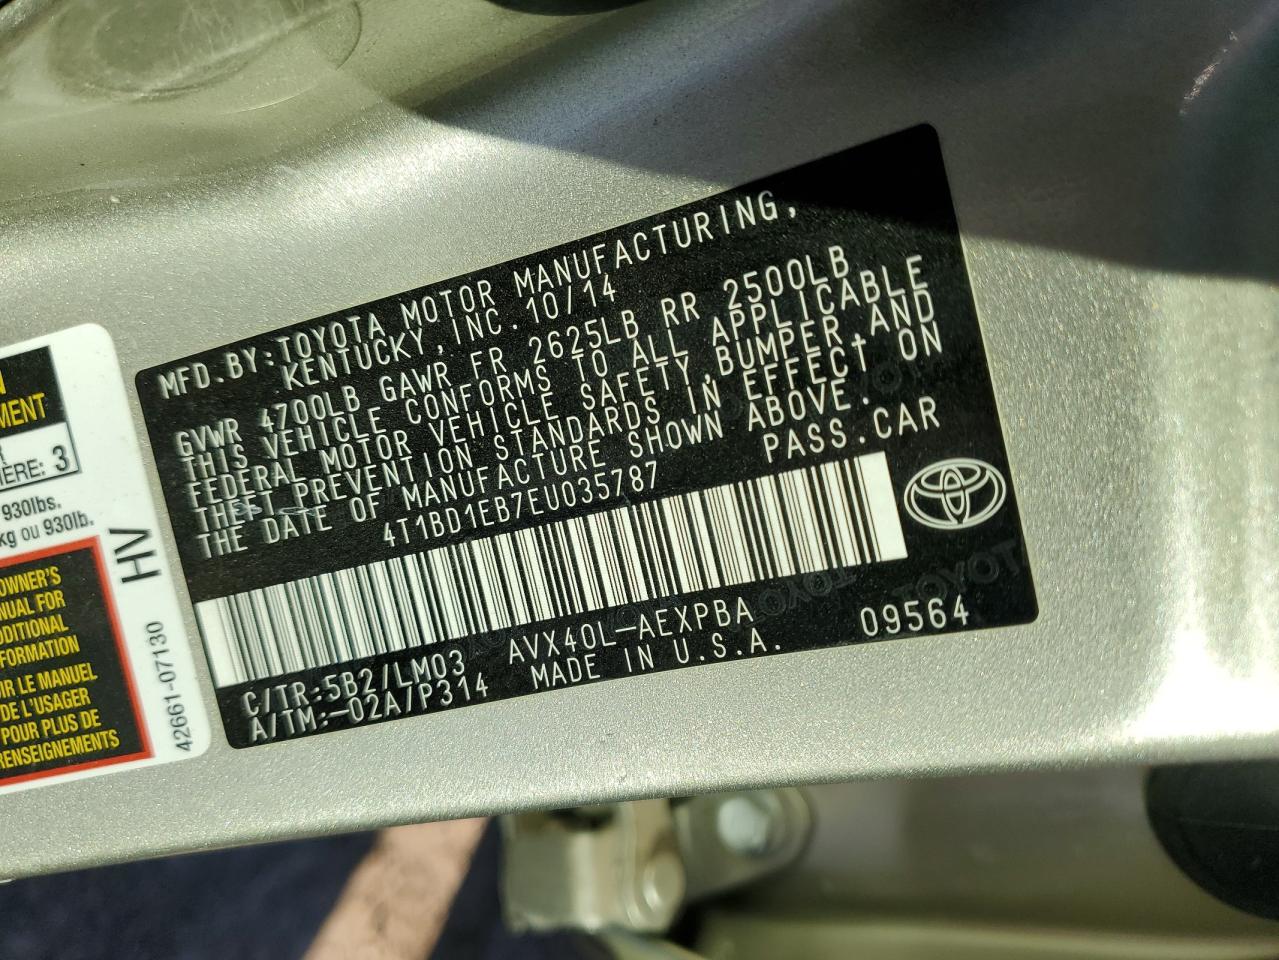 MFD.BY:TOYOTA MOTOR MANUFACTURING,
KENTUCKY,INC. 10/14
GVWR 4700LB GAWR FR 2625LB RR 2500LB
THIS VEHICLE CONFORMS TO ALL APPLICABLE
FEDERAL MOTOR VEHICLE SAFETY,BUMPER,AND
THEFT PREVENTION STANDARDS IN EFFECT ON
THE DATE OF MANUFACTURE SHOWN ABOVE.
4T1BD1EB7EU035787 PASS.CAR
C/TR:5B2/LM03 AVX40L-AEXPBA 09564
A/TM:-02A/P314 MADE IN U.S.A.
TOYOTA
MENT
IÈRE: 3
930lbs.
kg ou 930lb.
OWNER'S
NUAL FOR
DDITIONAL
FORMATION
IR LE MANUEL
DE L'USAGER
POUR PLUS DE
RENSEIGNEMENTS
HV
42661-07130